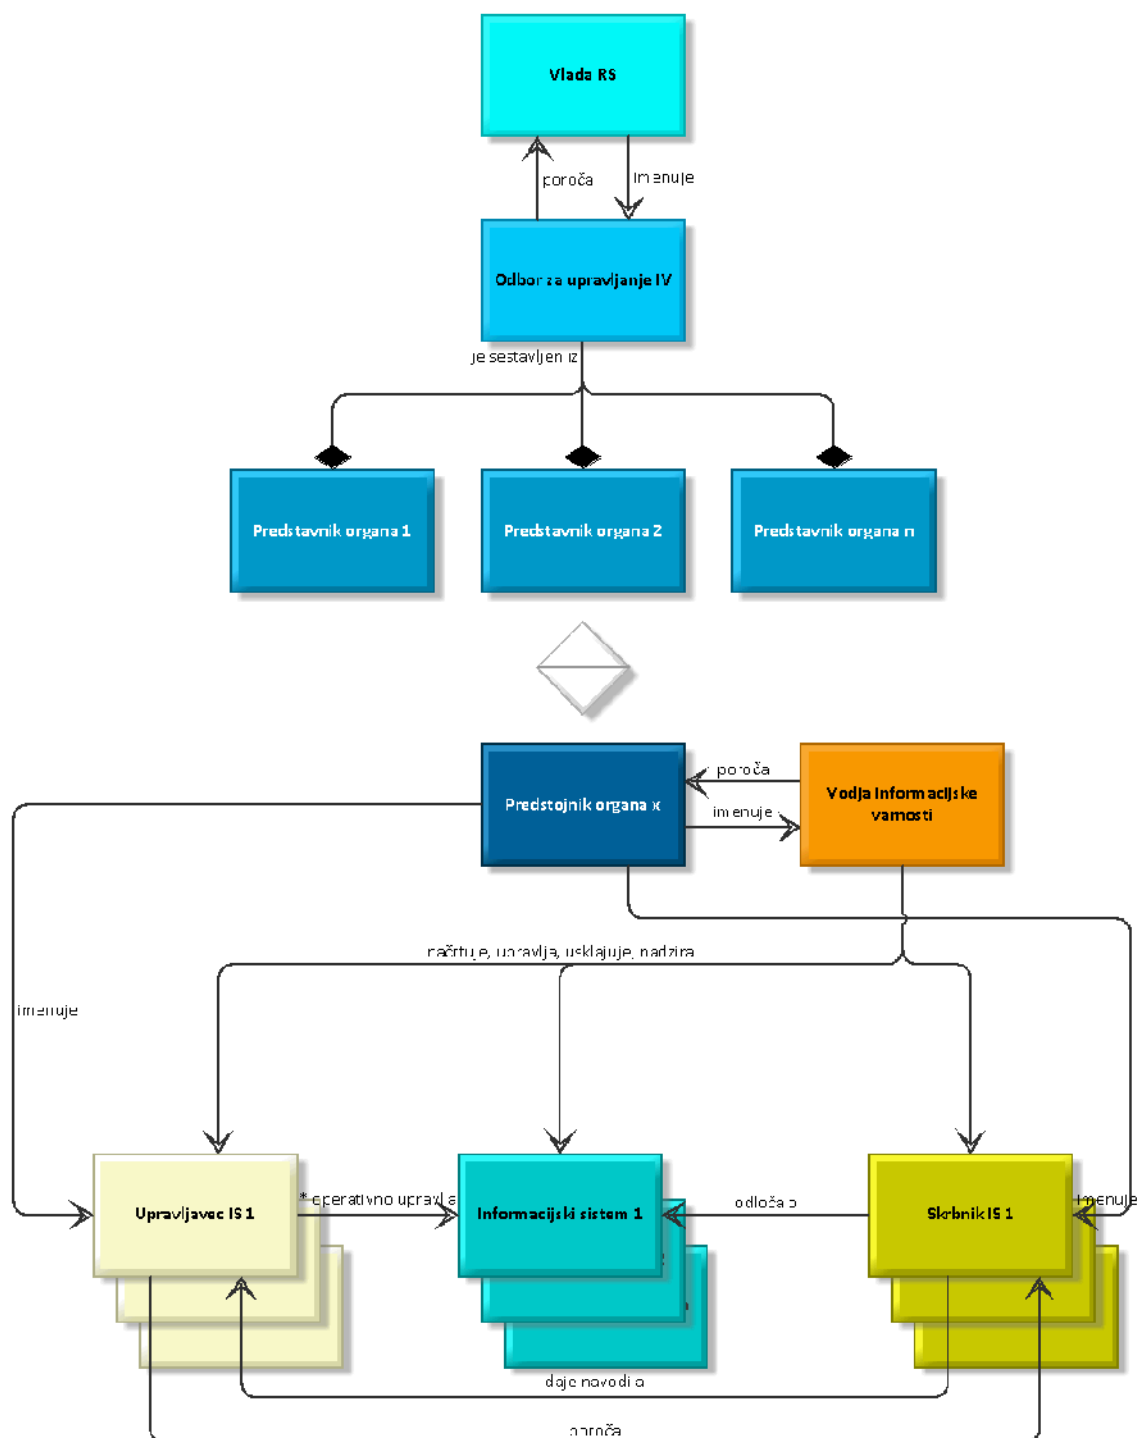 Vlada RS
poroča
imenuje
Odbor za upravljanje IV
je sestavljen iz
Predstavnik organa 1
Predstavnik organa 2
Predstavnik organa n
Predstojnik organa x
poroča
imenuje
Vodja informacijske
varnosti
načrtuje, upravlja, usklajuje, nadzira
imenuje
Upravljavec IS 1
* operativno upravlja
Informacijski sistem 1
odloča o
Skrbnik IS 1
imenuje
daje navodila
poroča